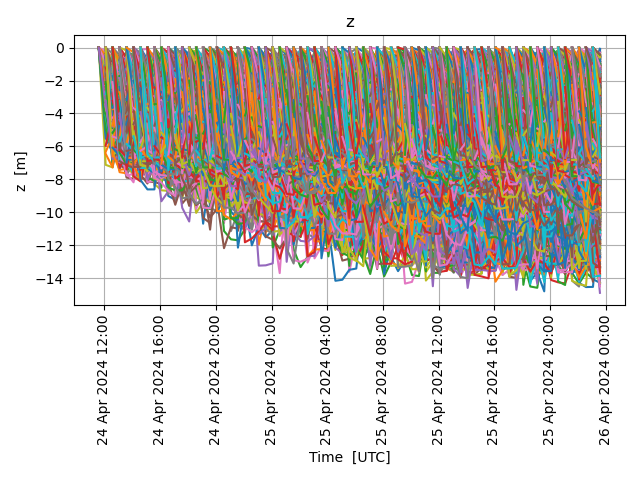 z
0
−2
−4
−6
−8
−10
−12
−14
z [m]
24 Apr 2024 12:00
24 Apr 2024 16:00
24 Apr 2024 20:00
25 Apr 2024 00:00
25 Apr 2024 04:00
25 Apr 2024 08:00
25 Apr 2024 12:00
25 Apr 2024 16:00
25 Apr 2024 20:00
26 Apr 2024 00:00
Time [UTC]